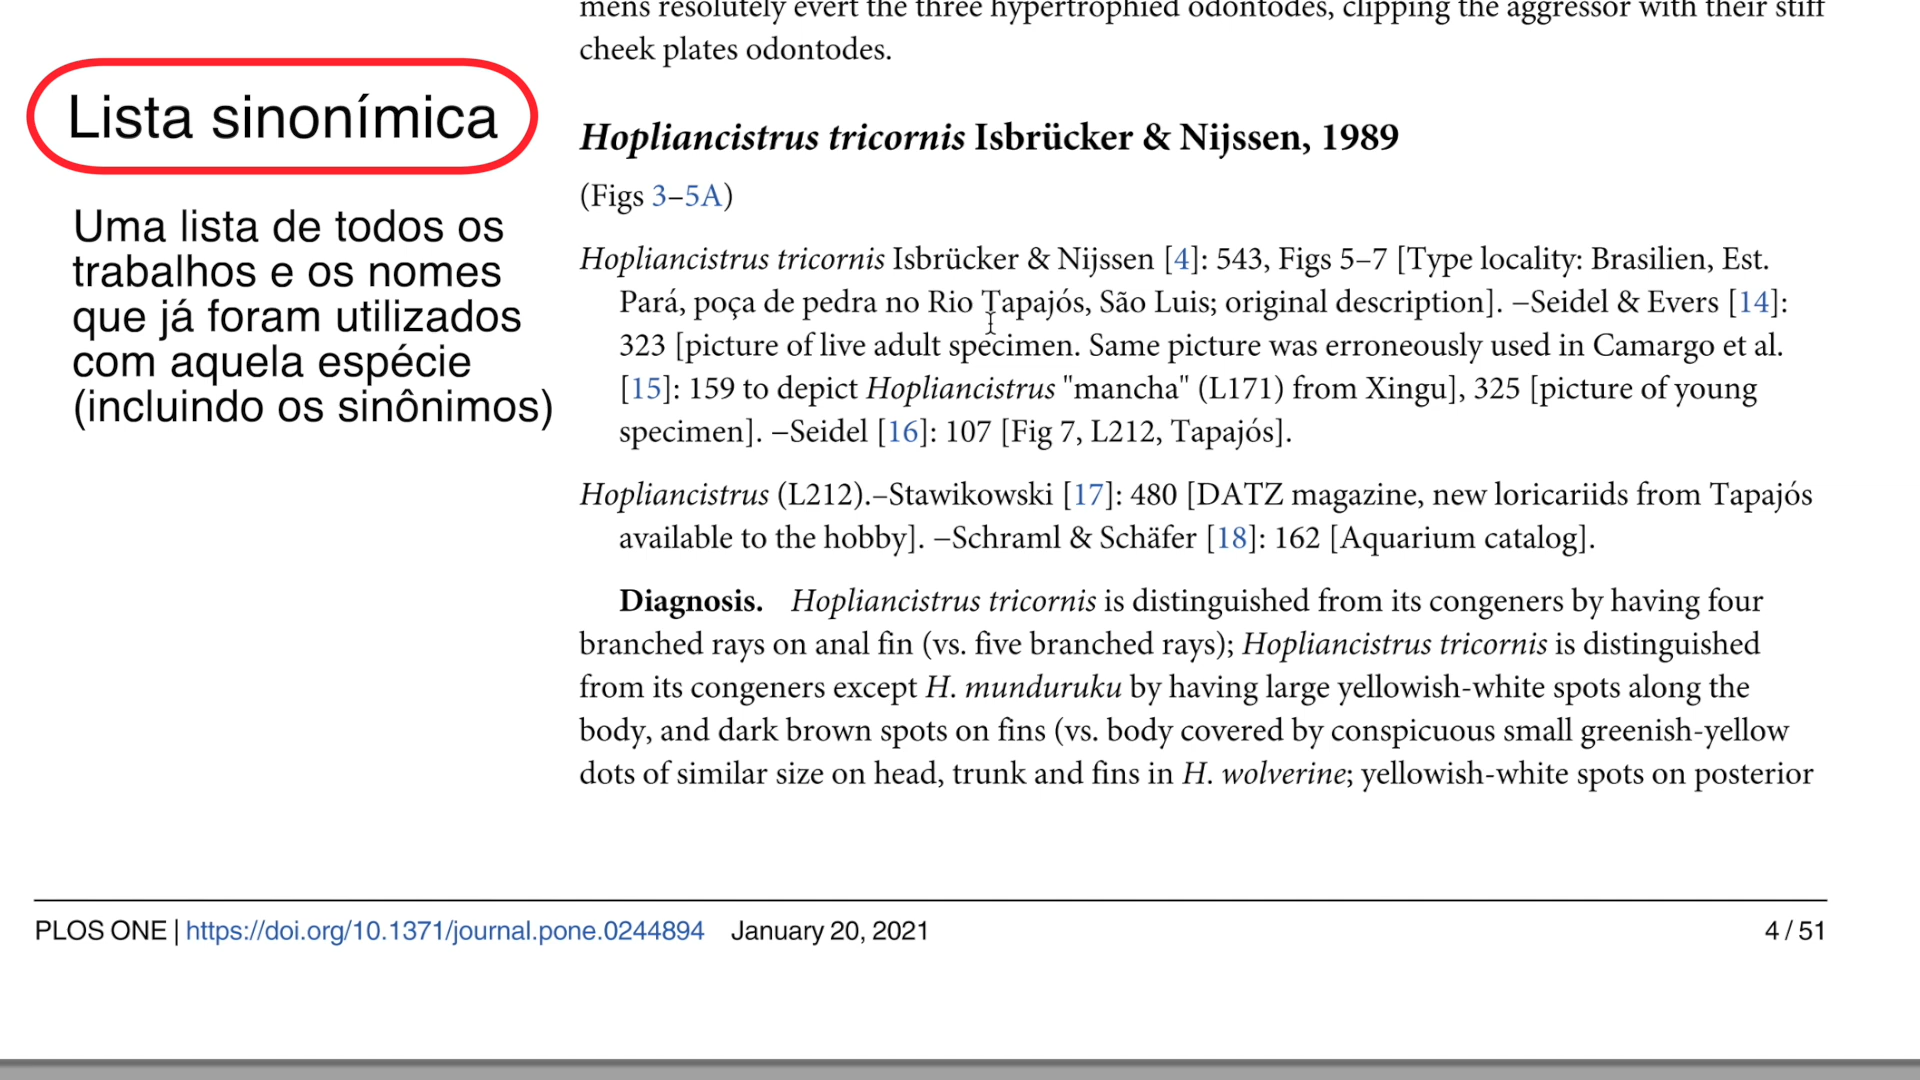 mens resolutely evert the three hypertrophied odontodes, clipping the aggressor with their stiff
cheek plates odontodes.
Lista sinonímica
Uma lista de todos os
trabalhos e os nomes
que já foram utilizados
com aquela espécie
(incluindo os sinônimos)
Hopliancistrus tricornis Isbrücker & Nijssen, 1989
(Figs 3–5A)
Hopliancistrus tricornis Isbrücker & Nijssen [4]: 543, Figs 5–7 [Type locality: Brasilien, Est.
Pará, poça de pedra no Rio Tapajós, São Luis; original description]. –Seidel & Evers [14]:
323 [picture of live adult specimen. Same picture was erroneously used in Camargo et al.
[15]: 159 to depict Hopliancistrus "mancha" (L171) from Xingu], 325 [picture of young
specimen]. –Seidel [16]: 107 [Fig 7, L212, Tapajós].
Hopliancistrus (L212).–Stawikowski [17]: 480 [DATZ magazine, new loricariids from Tapajós
available to the hobby]. –Schraml & Schäfer [18]: 162 [Aquarium catalog].
Diagnosis. Hopliancistrus tricornis is distinguished from its congeners by having four
branched rays on anal fin (vs. five branched rays); Hopliancistrus tricornis is distinguished
from its congeners except H. munduruku by having large yellowish-white spots along the
body, and dark brown spots on fins (vs. body covered by conspicuous small greenish-yellow
dots of similar size on head, trunk and fins in H. wolverine; yellowish-white spots on posterior
PLOS ONE | https://doi.org/10.1371/journal.pone.0244894 January 20, 2021
4 / 51